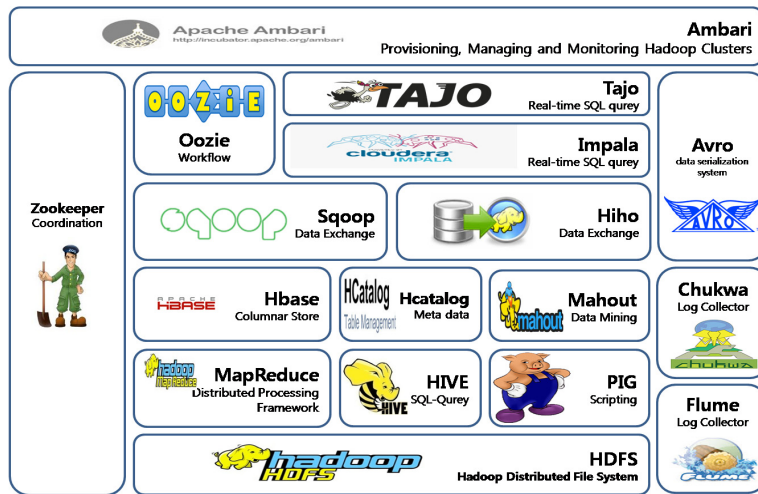 Apache Ambari
http://incubator.apache.org/ambari
Ambari
Provisioning, Managing and Monitoring Hadoop Clusters
Zookeeper
Coordination
OOZiE
Oozie
Workflow
TAJO
Tajo
Real-time SQL qurey
cloudera
IMPALA
Impala
Real-time SQL qurey
Avro
data serialization
system
AVRO
sqoop
Sqoop
Data Exchange
Hiho
Data Exchange
APACHE
HBASE
Hbase
Columnar Store
HCatalog
Table Management
Hcatalog
Meta data
mahout
Mahout
Data Mining
Chukwa
Log Collector
chukwa
hadoop
MapReduce
MapReduce
Distributed Processing
Framework
HIVE
HIVE
SQL-Qurey
PIG
Scripting
Flume
Log Collector
FLUME
hadoop
HDFS
HDFS
Hadoop Distributed File System